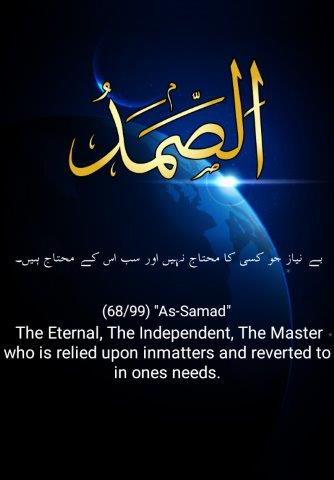 الصَّمَدُ
بے نیاز جو کسی کا محتاج نہیں اور سب اس کے محتاج ہیں۔
(68/99) "As-Samad"
The Eternal, The Independent, The Master
who is relied upon inmatters and reverted to
in ones needs.